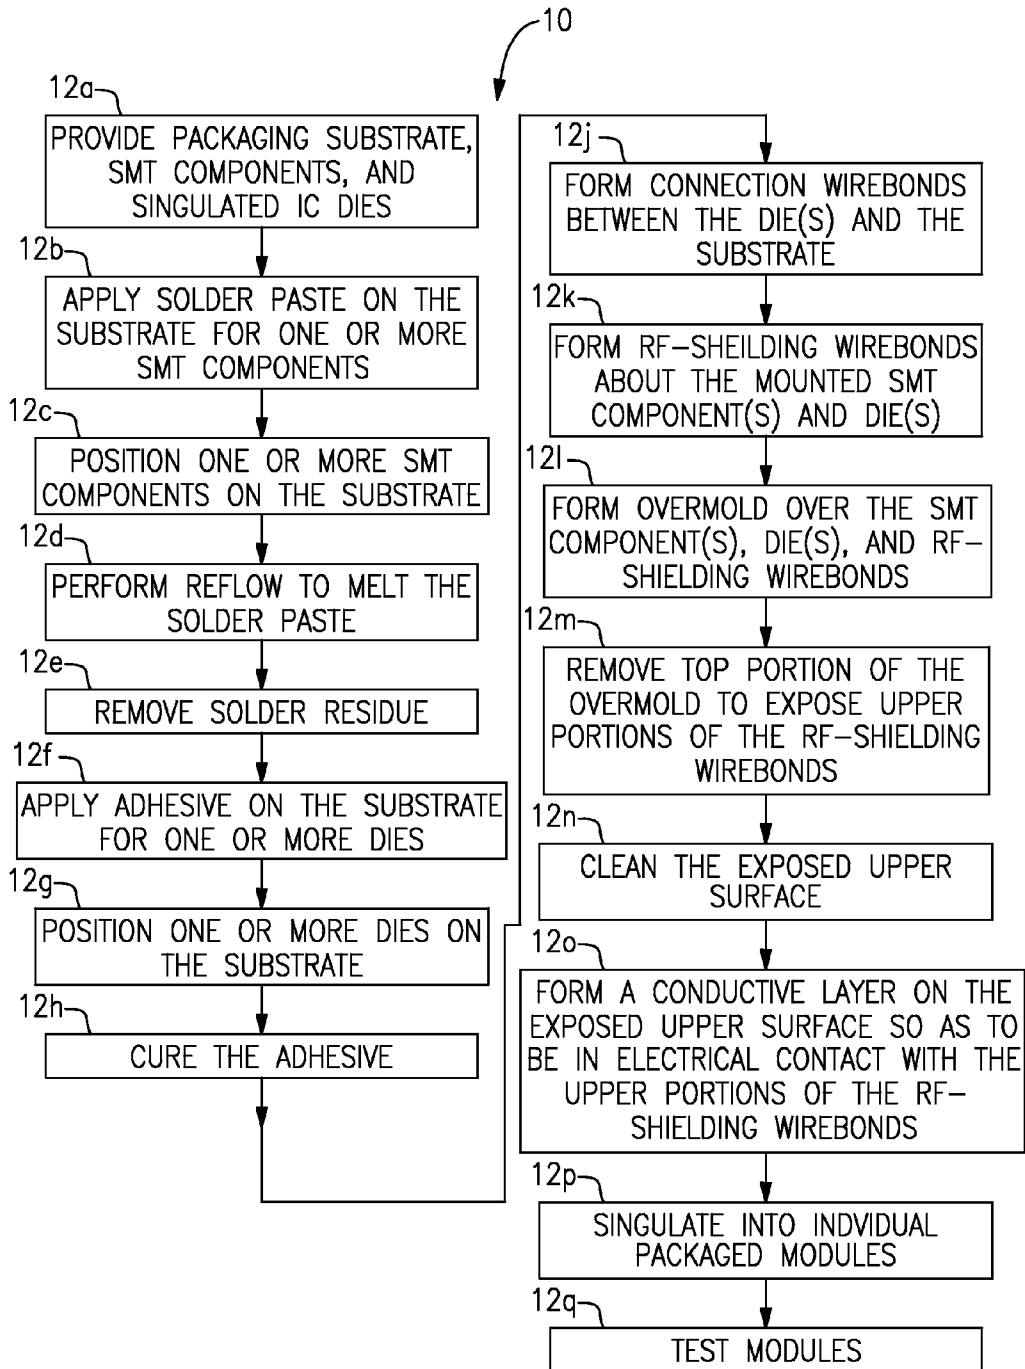 10
12a
PROVIDE PACKAGING SUBSTRATE,
SMT COMPONENTS, AND
SINGULATED IC DIES
12b
APPLY SOLDER PASTE ON THE
SUBSTRATE FOR ONE OR MORE
SMT COMPONENTS
12c
POSITION ONE OR MORE SMT
COMPONENTS ON THE SUBSTRATE
12d
PERFORM REFLOW TO MELT THE
SOLDER PASTE
12e
REMOVE SOLDER RESIDUE
12f
APPLY ADHESIVE ON THE SUBSTRATE
FOR ONE OR MORE DIES
12g
POSITION ONE OR MORE DIES ON
THE SUBSTRATE
12h
CURE THE ADHESIVE
12j
FORM CONNECTION WIREBONDS
BETWEEN THE DIE(S) AND THE
SUBSTRATE
12k
FORM RF-SHEILDING WIREBONDS
ABOUT THE MOUNTED SMT
COMPONENT(S) AND DIE(S)
12l
FORM OVERMOLD OVER THE SMT
COMPONENT(S), DIE(S), AND RF-
SHIELDING WIREBONDS
12m
REMOVE TOP PORTION OF THE
OVERMOLD TO EXPOSE UPPER
PORTIONS OF THE RF-SHIELDING
WIREBONDS
12n
CLEAN THE EXPOSED UPPER
SURFACE
12o
FORM A CONDUCTIVE LAYER ON THE
EXPOSED UPPER SURFACE SO AS TO
BE IN ELECTRICAL CONTACT WITH THE
UPPER PORTIONS OF THE RF-
SHIELDING WIREBONDS
12p
SINGULATE INTO INDVIDUAL
PACKAGED MODULES
12q
TEST MODULES